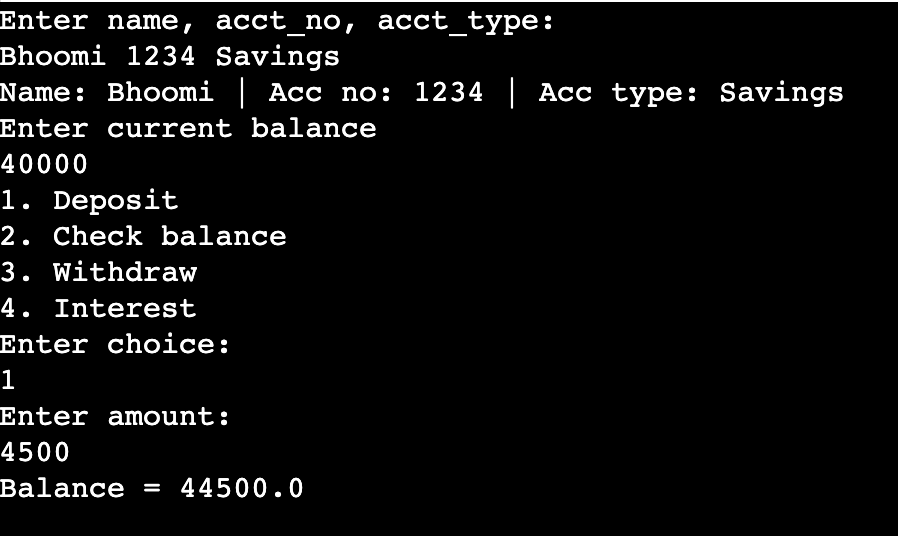 Enter name, acct_no, acct_type:
Bhoomi 1234 Savings
Name: Bhoomi | Acc no: 1234 | Acc type: Savings
Enter current balance
40000
1. Deposit
2. Check balance
3. Withdraw
4. Interest
Enter choice:
1
Enter amount:
4500
Balance = 44500.0